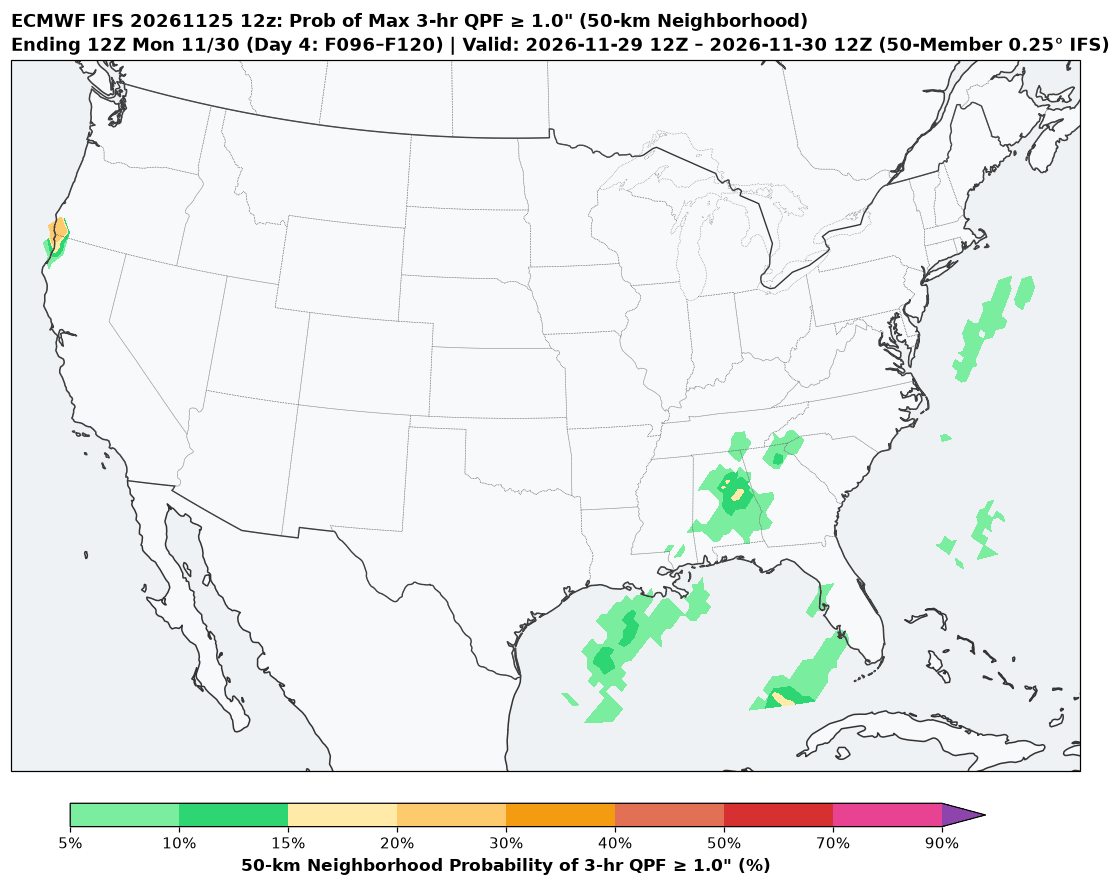 ECMWF IFS 20261125 12z: Prob of Max 3-hr QPF ≥ 1.0" (50-km Neighborhood)
Ending 12Z Mon 11/30 (Day 4: F096–F120) | Valid: 2026-11-29 12Z – 2026-11-30 12Z (50-Member 0.25° IFS)
5% 10% 15% 20% 30% 40% 50% 70% 90%
50-km Neighborhood Probability of 3-hr QPF ≥ 1.0" (%)